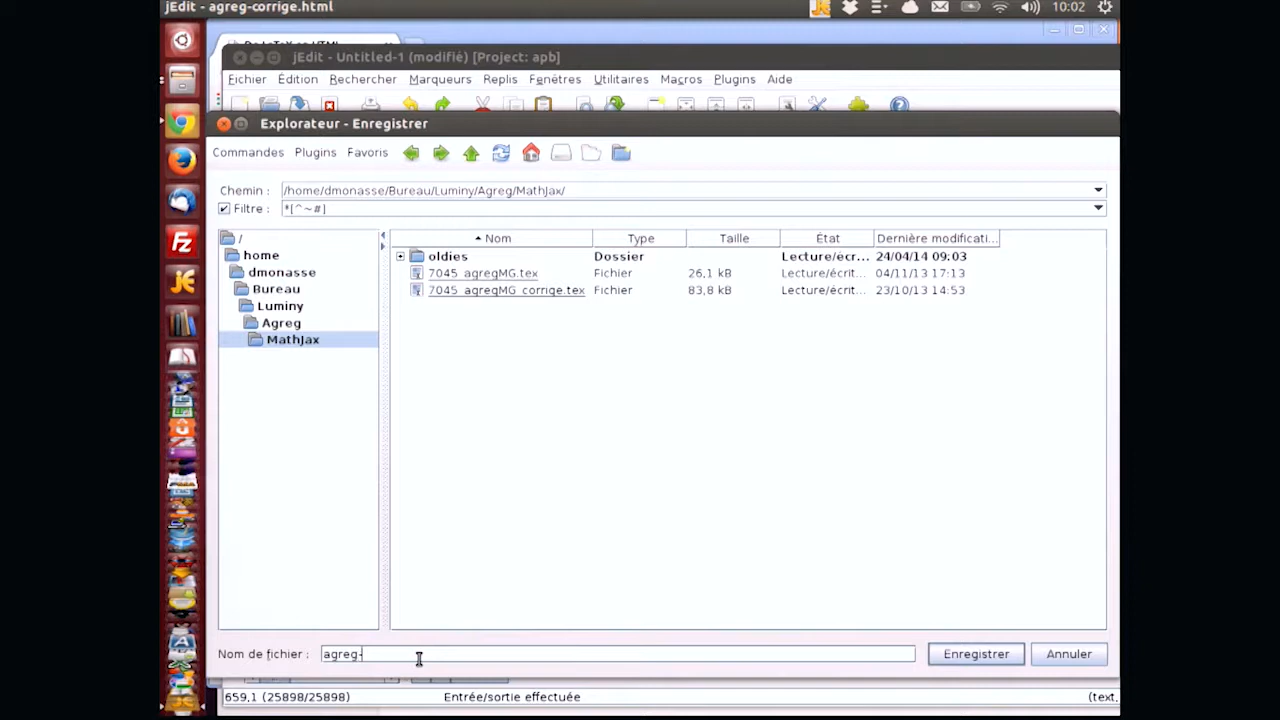 jEdit - agreg-corrige.html
10:02
jEdit - Untitled-1 (modifié) [Project: apb]
Fichier Édition Rechercher Marqueurs Replis Fenêtres Utilitaires Macros Plugins Aide
Explorateur - Enregistrer
Commandes Plugins Favoris
Chemin : /home/dmonasse/Bureau/Luminy/Agreg/MathJax/
Filtre : *[^~#]
/ Nom Type Taille État Dernière modificati...
home oldies Dossier Lecture/écr... 24/04/14 09:03
dmonasse 7045_agregMG.tex Fichier 26,1 kB Lecture/écrit... 04/11/13 17:13
Bureau 7045_agregMG_corrige.tex Fichier 83,8 kB Lecture/écrit... 23/10/13 14:53
Luminy
Agreg
MathJax
Nom de fichier : agreg- Enregistrer Annuler
659,1 (25898/25898) Entrée/sortie effectuée (text,